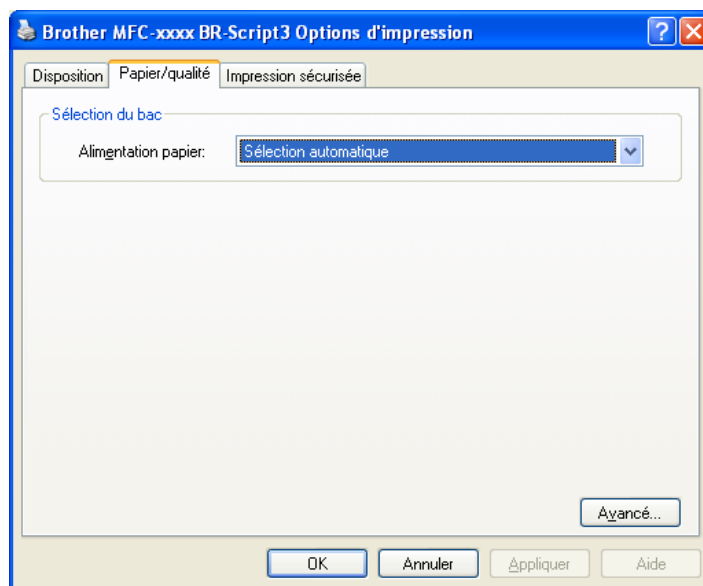 Brother MFC-xxxx BR-Script3 Options d'impression
Disposition Papier/qualité Impression sécurisée
Sélection du bac
Alimentation papier: Sélection automatique
Avancé...
OK Annuler Appliquer Aide